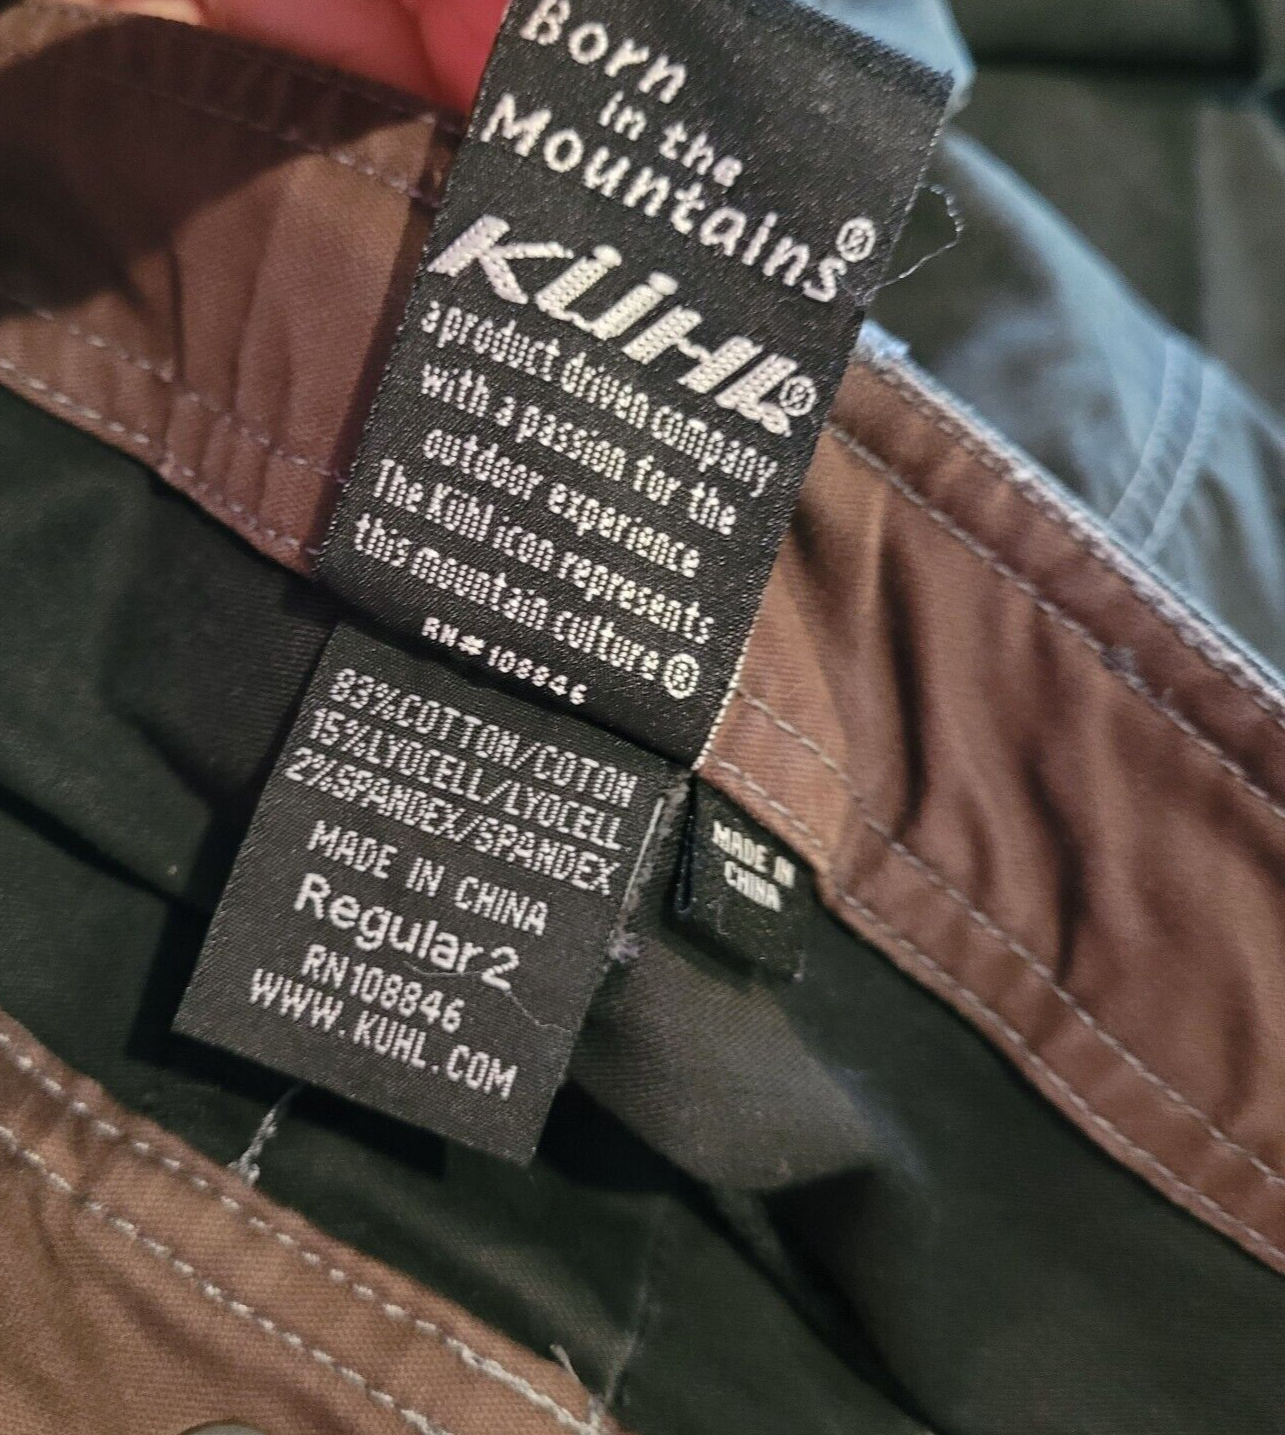 Born
in the
Mountains®
KÜHL®
a product driven company
with a passion for the
outdoor experience
The KÜHL icon represents
this mountain culture®
RN# 108846
83%COTTON/COTON
15%LYOCELL/LYOCELL
2%SPANDEX/SPANDEX
MADE IN CHINA
Regular2
RN108846
WWW.KUHL.COM
MADE IN
CHINA